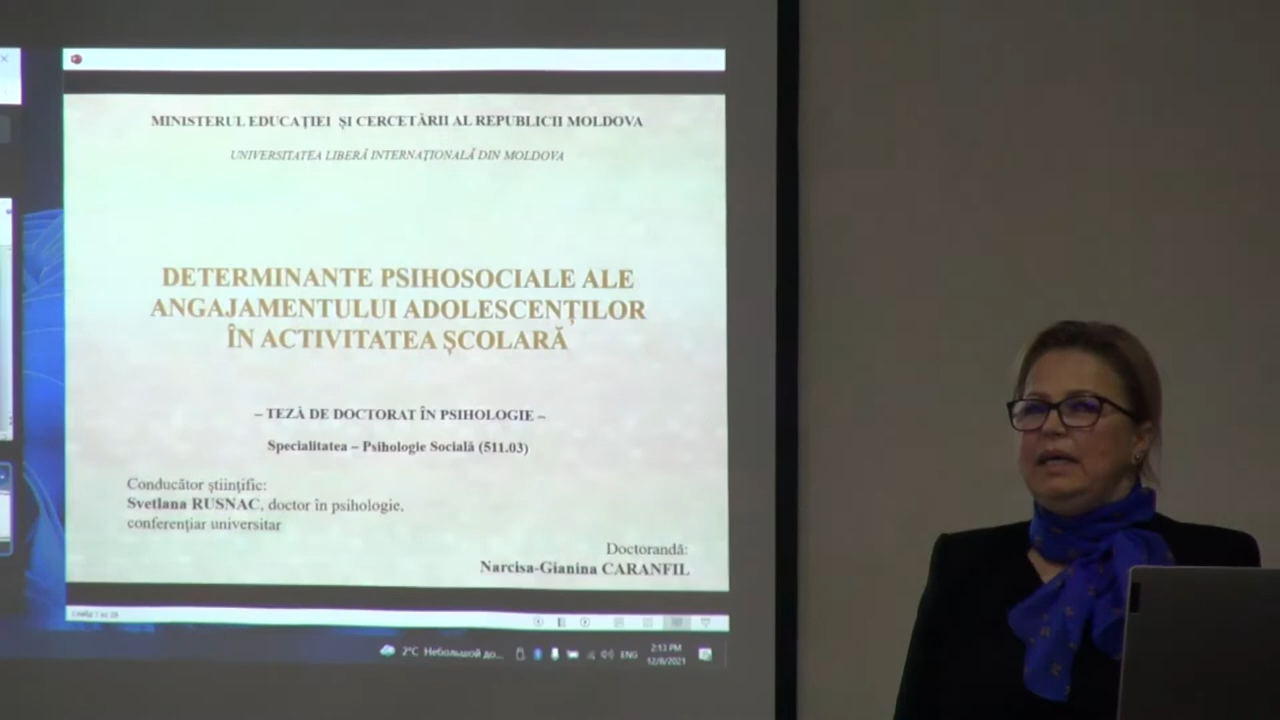 MINISTERUL EDUCAȚIEI ȘI CERCETĂRII AL REPUBLICII MOLDOVA
UNIVERSITATEA LIBERĂ INTERNAȚIONALĂ DIN MOLDOVA
DETERMINANTE PSIHOSOCIALE ALE
ANGAJAMENTULUI ADOLESCENȚILOR
ÎN ACTIVITATEA ȘCOLARĂ
– TEZĂ DE DOCTORAT ÎN PSIHOLOGIE –
Specialitatea – Psihologie Socială (511.03)
Conducător științific:
Svetlana RUSNAC, doctor în psihologie,
conferențiar universitar
Doctorandă:
Narcisa-Gianina CARANFIL
2°C Небольшой до... ENG 2:13 PM
12/8/2021